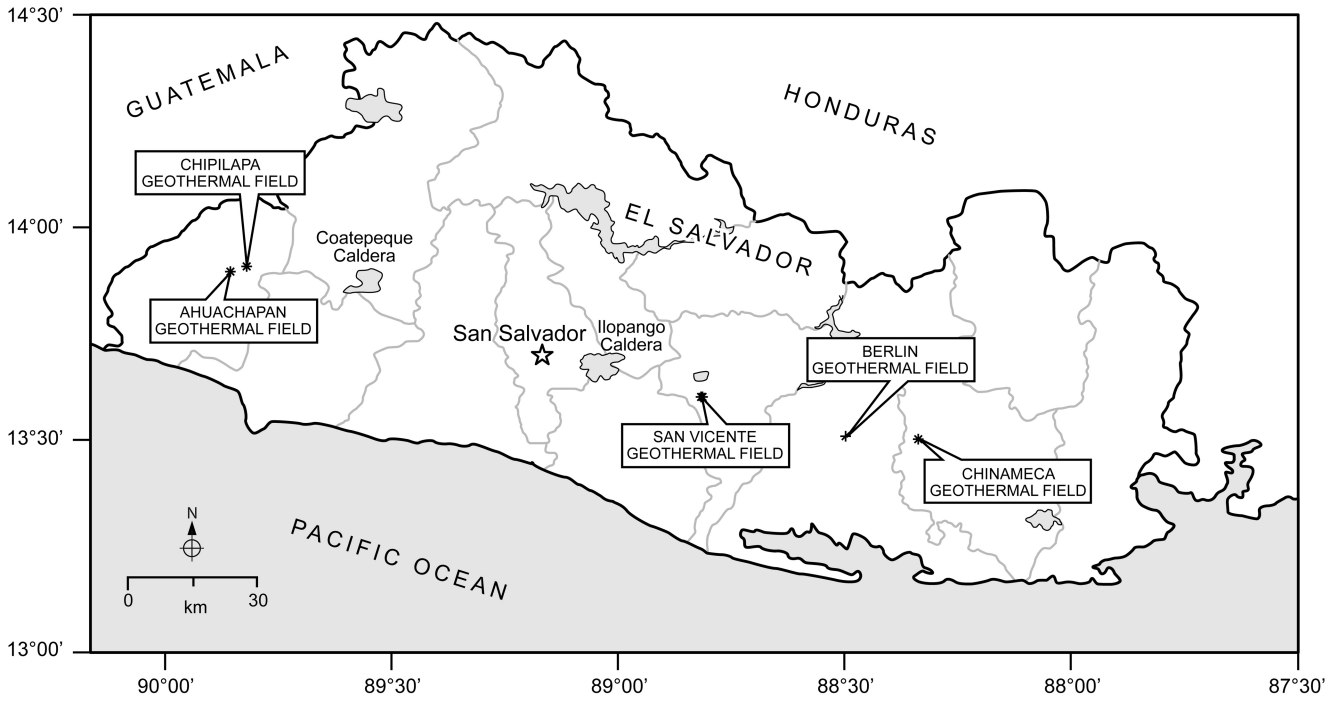 14°30'
GUATEMALA
HONDURAS
CHIPILAPA
GEOTHERMAL FIELD
14°00'
EL SALVADOR
Coatepeque
Caldera
AHUACHAPAN
GEOTHERMAL FIELD
San Salvador
Ilopango
Caldera
BERLIN
GEOTHERMAL FIELD
13°30'
SAN VICENTE
GEOTHERMAL FIELD
CHINAMECA
GEOTHERMAL FIELD
N
PACIFIC OCEAN
0
km
30
13°00'
90°00'
89°30'
89°00'
88°30'
88°00'
87°30'